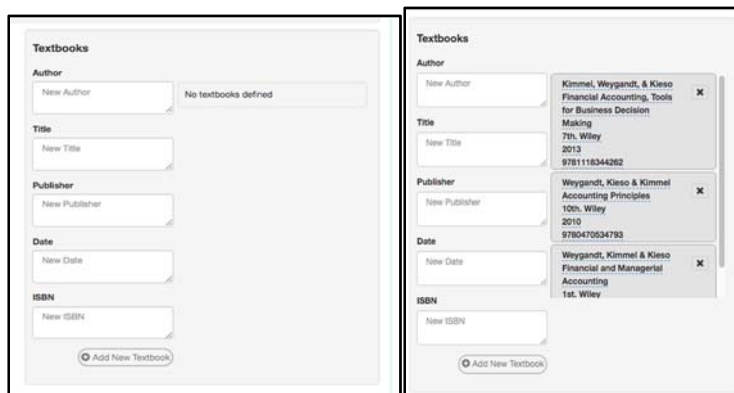 Textbooks
Author
New Author
No textbooks defined
Title
New Title
Publisher
New Publisher
Date
New Date
ISBN
New ISBN
Add New Textbook
Textbooks
Author
New Author
Title
New Title
Publisher
New Publisher
Date
New Date
ISBN
New ISBN
Add New Textbook
Kimmel, Weygandt, & Kieso
Financial Accounting, Tools
for Business Decision
Making
7th. Wiley
2013
9781118344262
Weygandt, Kieso & Kimmel
Accounting Principles
10th. Wiley
2010
9780470534793
Weygandt, Kimmel & Kieso
Financial and Managerial
Accounting
1st. Wiley